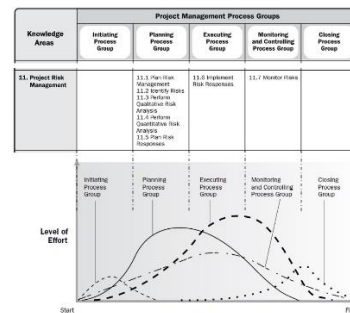 Project Management Process Groups
Knowledge
Areas
Initiating
Process
Group
Planning
Process
Group
Executing
Process
Group
Monitoring
and Controlling
Process Group
Closing
Process
Group
11. Project Risk
Management
11.1 Plan Risk
Management
11.2 Identify Risks
11.3 Perform
Qualitative Risk
Analysis
11.4 Perform
Quantitative Risk
Analysis
11.5 Plan Risk
Responses
11.6 Implement
Risk Responses
11.7 Monitor Risks
Initiating
Process
Group
Planning
Process
Group
Executing
Process
Group
Monitoring
and Controlling
Process Group
Closing
Process
Group
Level of
Effort
Start